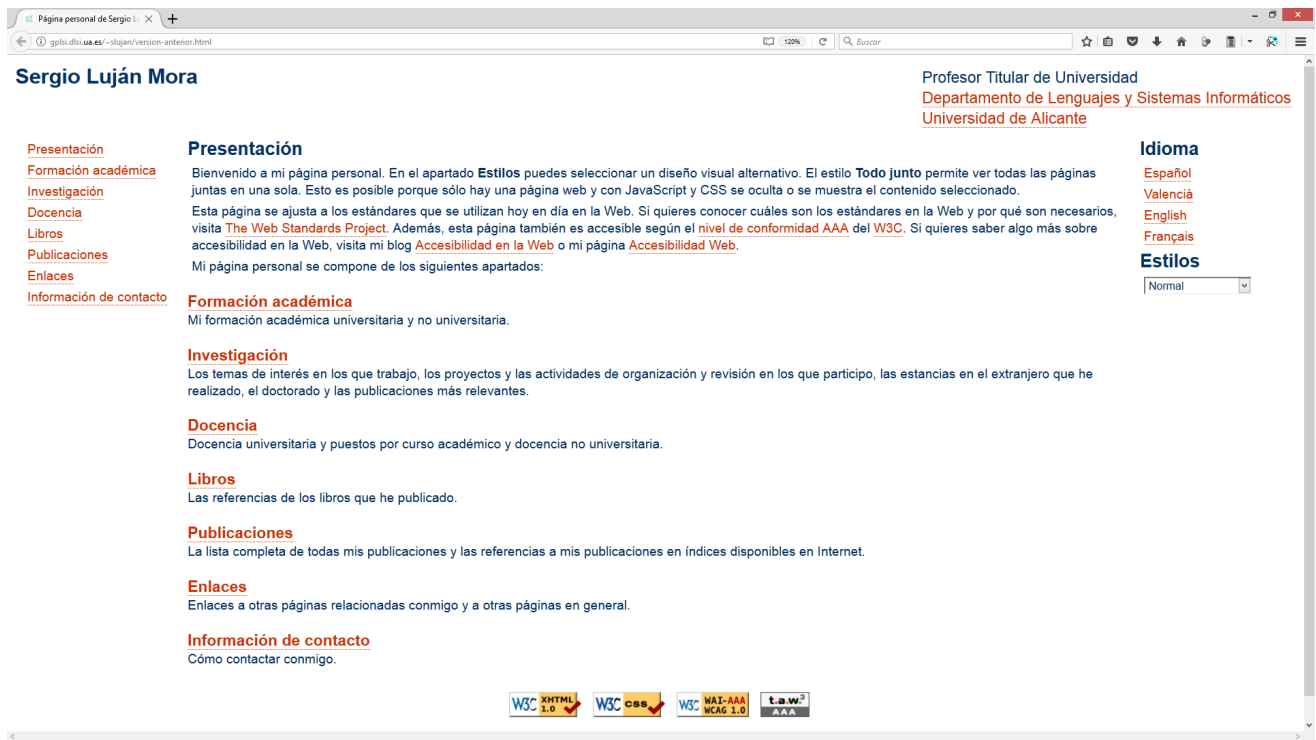 Página personal de Sergio L
gplsi.dlsi.ua.es/~slujan/version-anterior.html
120%
Buscar
Sergio Luján Mora
Profesor Titular de Universidad
Departamento de Lenguajes y Sistemas Informáticos
Universidad de Alicante
Presentación
Formación académica
Investigación
Docencia
Libros
Publicaciones
Enlaces
Información de contacto
Presentación
Bienvenido a mi página personal. En el apartado Estilos puedes seleccionar un diseño visual alternativo. El estilo Todo junto permite ver todas las páginas
juntas en una sola. Esto es posible porque sólo hay una página web y con JavaScript y CSS se oculta o se muestra el contenido seleccionado.
Esta página se ajusta a los estándares que se utilizan hoy en día en la Web. Si quieres conocer cuáles son los estándares en la Web y por qué son necesarios,
visita The Web Standards Project. Además, esta página también es accesible según el nivel de conformidad AAA del W3C. Si quieres saber algo más sobre
accesibilidad en la Web, visita mi blog Accesibilidad en la Web o mi página Accesibilidad Web.
Mi página personal se compone de los siguientes apartados:
Formación académica
Mi formación académica universitaria y no universitaria.
Investigación
Los temas de interés en los que trabajo, los proyectos y las actividades de organización y revisión en los que participo, las estancias en el extranjero que he
realizado, el doctorado y las publicaciones más relevantes.
Docencia
Docencia universitaria y puestos por curso académico y docencia no universitaria.
Libros
Las referencias de los libros que he publicado.
Publicaciones
La lista completa de todas mis publicaciones y las referencias a mis publicaciones en índices disponibles en Internet.
Enlaces
Enlaces a otras páginas relacionadas conmigo y a otras páginas en general.
Información de contacto
Cómo contactar conmigo.
Idioma
Español
Valencià
English
Français
Estilos
Normal
W3C XHTML 1.0
W3C css
W3C WAI-AAA WCAG 1.0
t.a.w.3 AAA